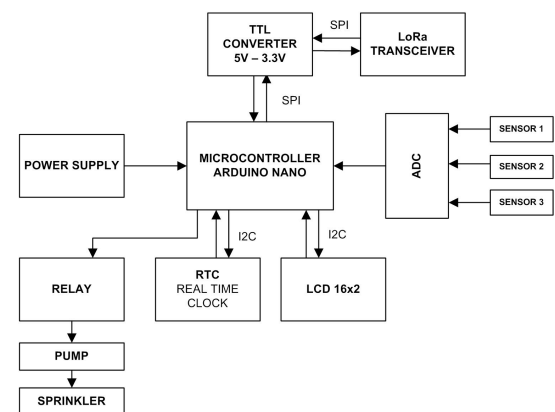 TTL
CONVERTER
5V – 3.3V
SPI
LoRa
TRANSCEIVER
SPI
POWER SUPPLY
MICROCONTROLLER
ARDUINO NANO
ADC
SENSOR 1
SENSOR 2
SENSOR 3
I2C
I2C
RELAY
RTC
REAL TIME
CLOCK
LCD 16x2
PUMP
SPRINKLER